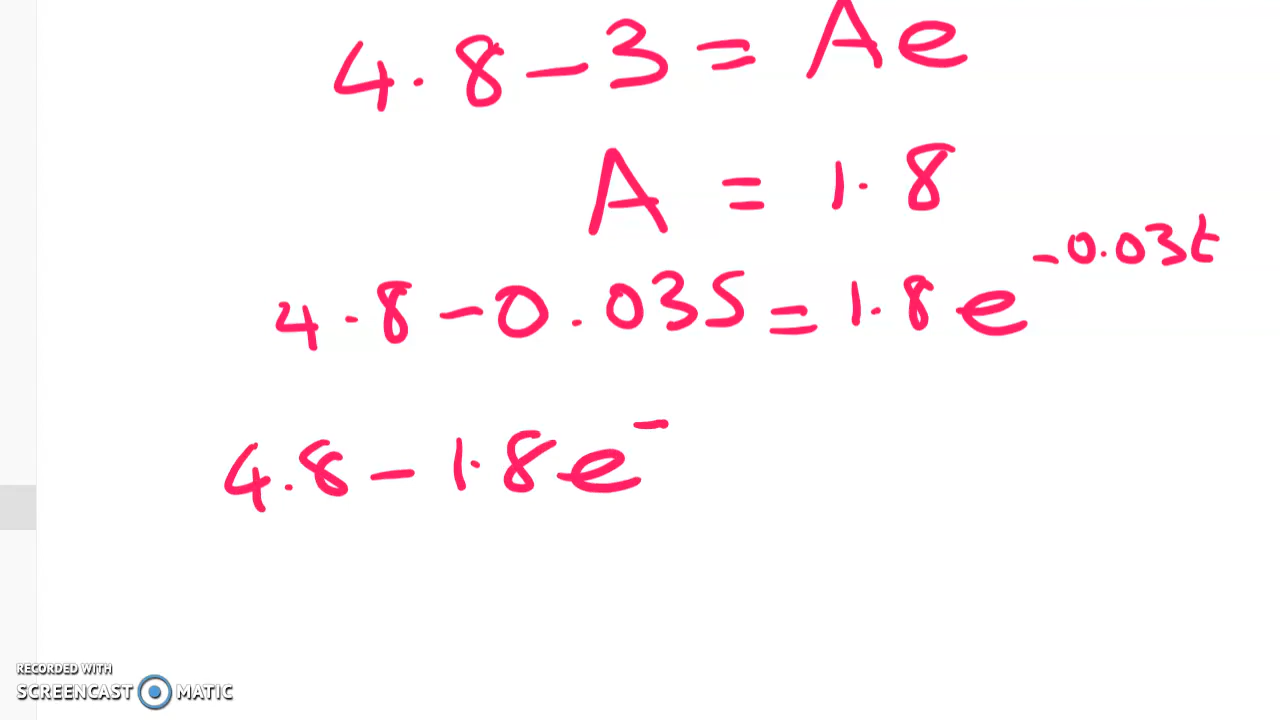 4.8 - 3 = Ae
A = 1.8
4.8 - 0.03S = 1.8e^-0.03t
4.8 - 1.8e^-
RECORDED WITH
SCREENCAST MATIC